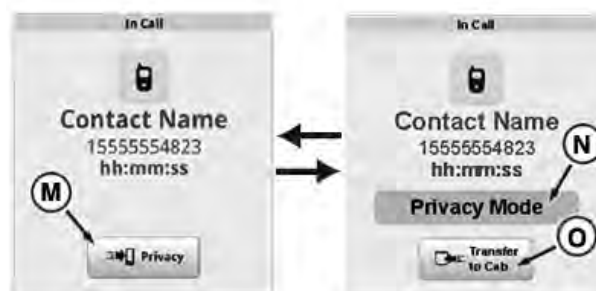 In Call
Contact Name
15555554823
hh:mm:ss
M
Privacy
In Call
Contact Name
15555554823
hh:mm:ss
N
Privacy Mode
O
Transfer
to Cab